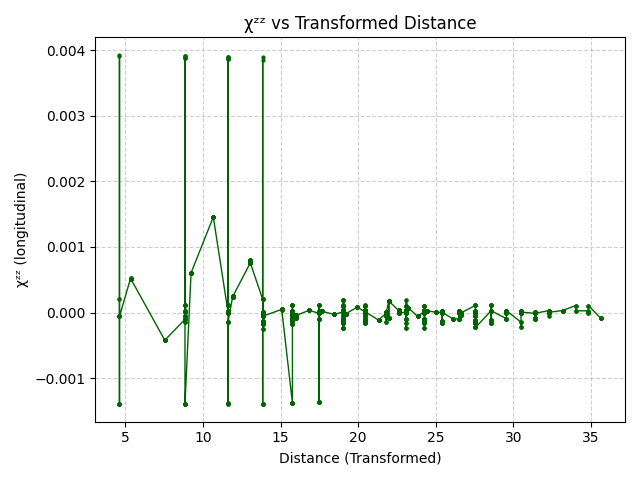 χᶻᶻ vs Transformed Distance
0.004
0.003
0.002
0.001
0.000
−0.001
χᶻᶻ (longitudinal)
5 10 15 20 25 30 35
Distance (Transformed)